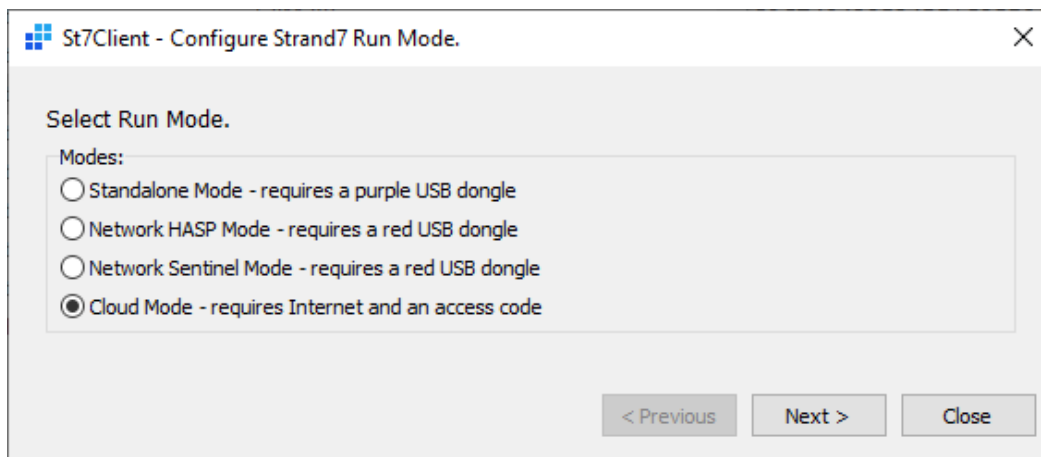 St7Client - Configure Strand7 Run Mode.
Select Run Mode.
Modes:
Standalone Mode - requires a purple USB dongle
Network HASP Mode - requires a red USB dongle
Network Sentinel Mode - requires a red USB dongle
Cloud Mode - requires Internet and an access code
< Previous
Next >
Close